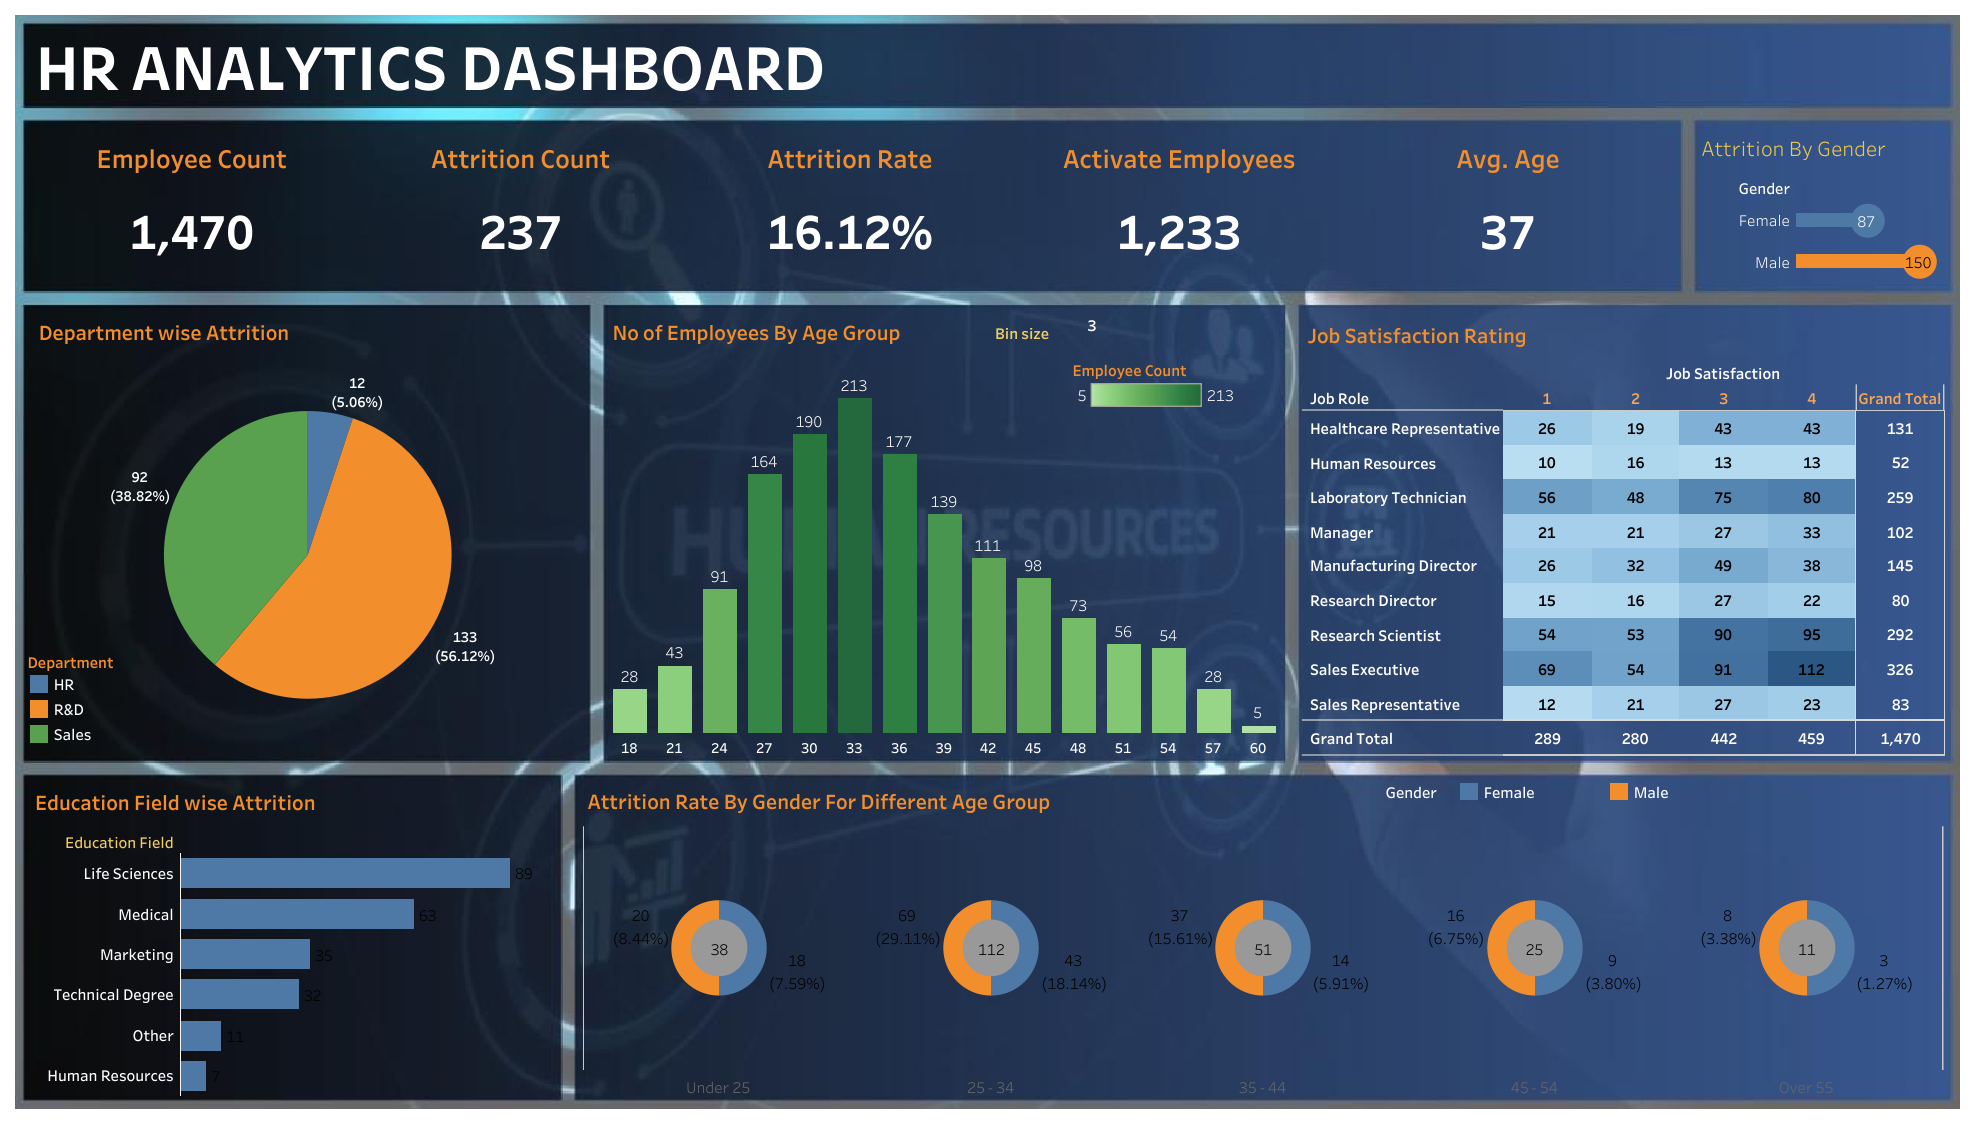 HR ANALYTICS DASHBOARD
Employee Count
1,470
Attrition Count
237
Attrition Rate
16.12%
Activate Employees
1,233
Avg. Age
37
Attrition By Gender
Gender
Female 87
Male 150
Department wise Attrition
12
(5.06%)
92
(38.82%)
133
(56.12%)
Department
HR
R&D
Sales
No of Employees By Age Group
Bin size 3
Employee Count
5 213
28 43 91 164 190 213 177 139 111 98 73 56 54 28 5
18 21 24 27 30 33 36 39 42 45 48 51 54 57 60
HUMAN RESOURCES
Job Satisfaction Rating
Job Satisfaction
Job Role 1 2 3 4 Grand Total
Healthcare Representative 26 19 43 43 131
Human Resources 10 16 13 13 52
Laboratory Technician 56 48 75 80 259
Manager 21 21 27 33 102
Manufacturing Director 26 32 49 38 145
Research Director 15 16 27 22 80
Research Scientist 54 53 90 95 292
Sales Executive 69 54 91 112 326
Sales Representative 12 21 27 23 83
Grand Total 289 280 442 459 1,470
Education Field wise Attrition
Education Field
Life Sciences 89
Medical 63
Marketing 35
Technical Degree 32
Other 11
Human Resources 7
Attrition Rate By Gender For Different Age Group
Gender Female Male
20
(8.44%)
38
18
(7.59%)
69
(29.11%)
112
43
(18.14%)
37
(15.61%)
51
14
(5.91%)
16
(6.75%)
25
9
(3.80%)
8
(3.38%)
11
3
(1.27%)
Under 25 25 - 34 35 - 44 45 - 54 Over 55